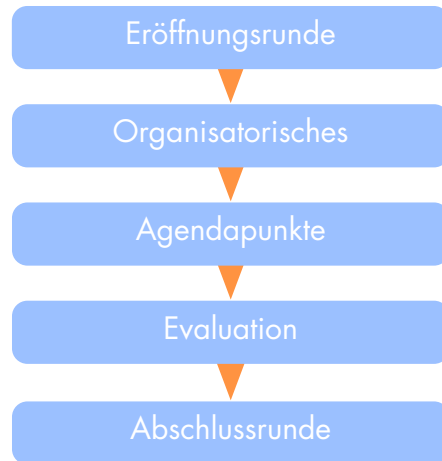 Eröffnungsrunde
Organisatorisches
Agendapunkte
Evaluation
Abschlussrunde